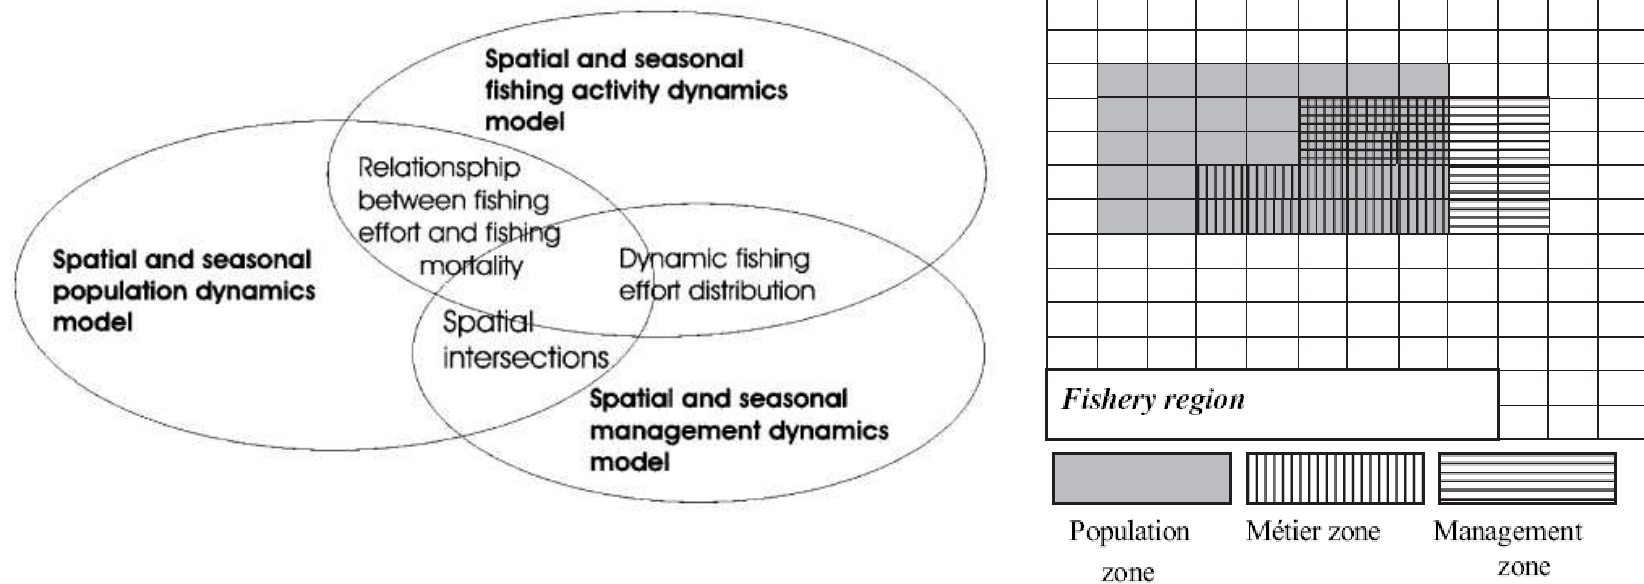 Spatial and seasonal
fishing activity dynamics
model
Relationsphip
between fishing
effort and fishing
mortality
Spatial and seasonal
population dynamics
model
Dynamic fishing
effort distribution
Spatial
intersections
Spatial and seasonal
management dynamics
model
Fishery region
Population
zone
Métier zone
Management
zone